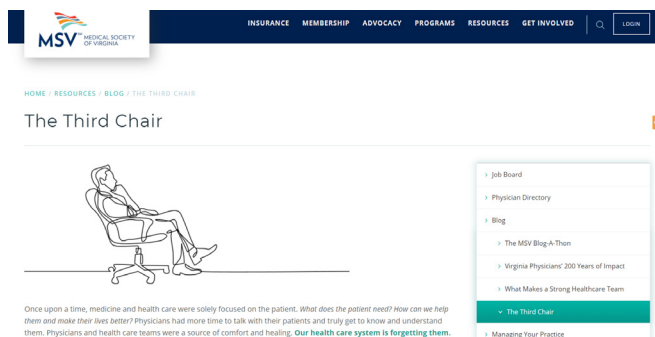 INSURANCE MEMBERSHIP ADVOCACY PROGRAMS RESOURCES GET INVOLVED LOGIN
MSV MEDICAL SOCIETY
OF VIRGINIA
HOME / RESOURCES / BLOG / THE THIRD CHAIR
The Third Chair
Job Board
Physician Directory
Blog
The MSV Blog-A-Thon
Virginia Physicians' 200 Years of Impact
What Makes a Strong Healthcare Team
The Third Chair
Managing Your Practice
Once upon a time, medicine and health care were solely focused on the patient. What does the patient need? How can we help
them and make their lives better? Physicians had more time to talk with their patients and truly get to know and understand
them. Physicians and health care teams were a source of comfort and healing. Our health care system is forgetting them.